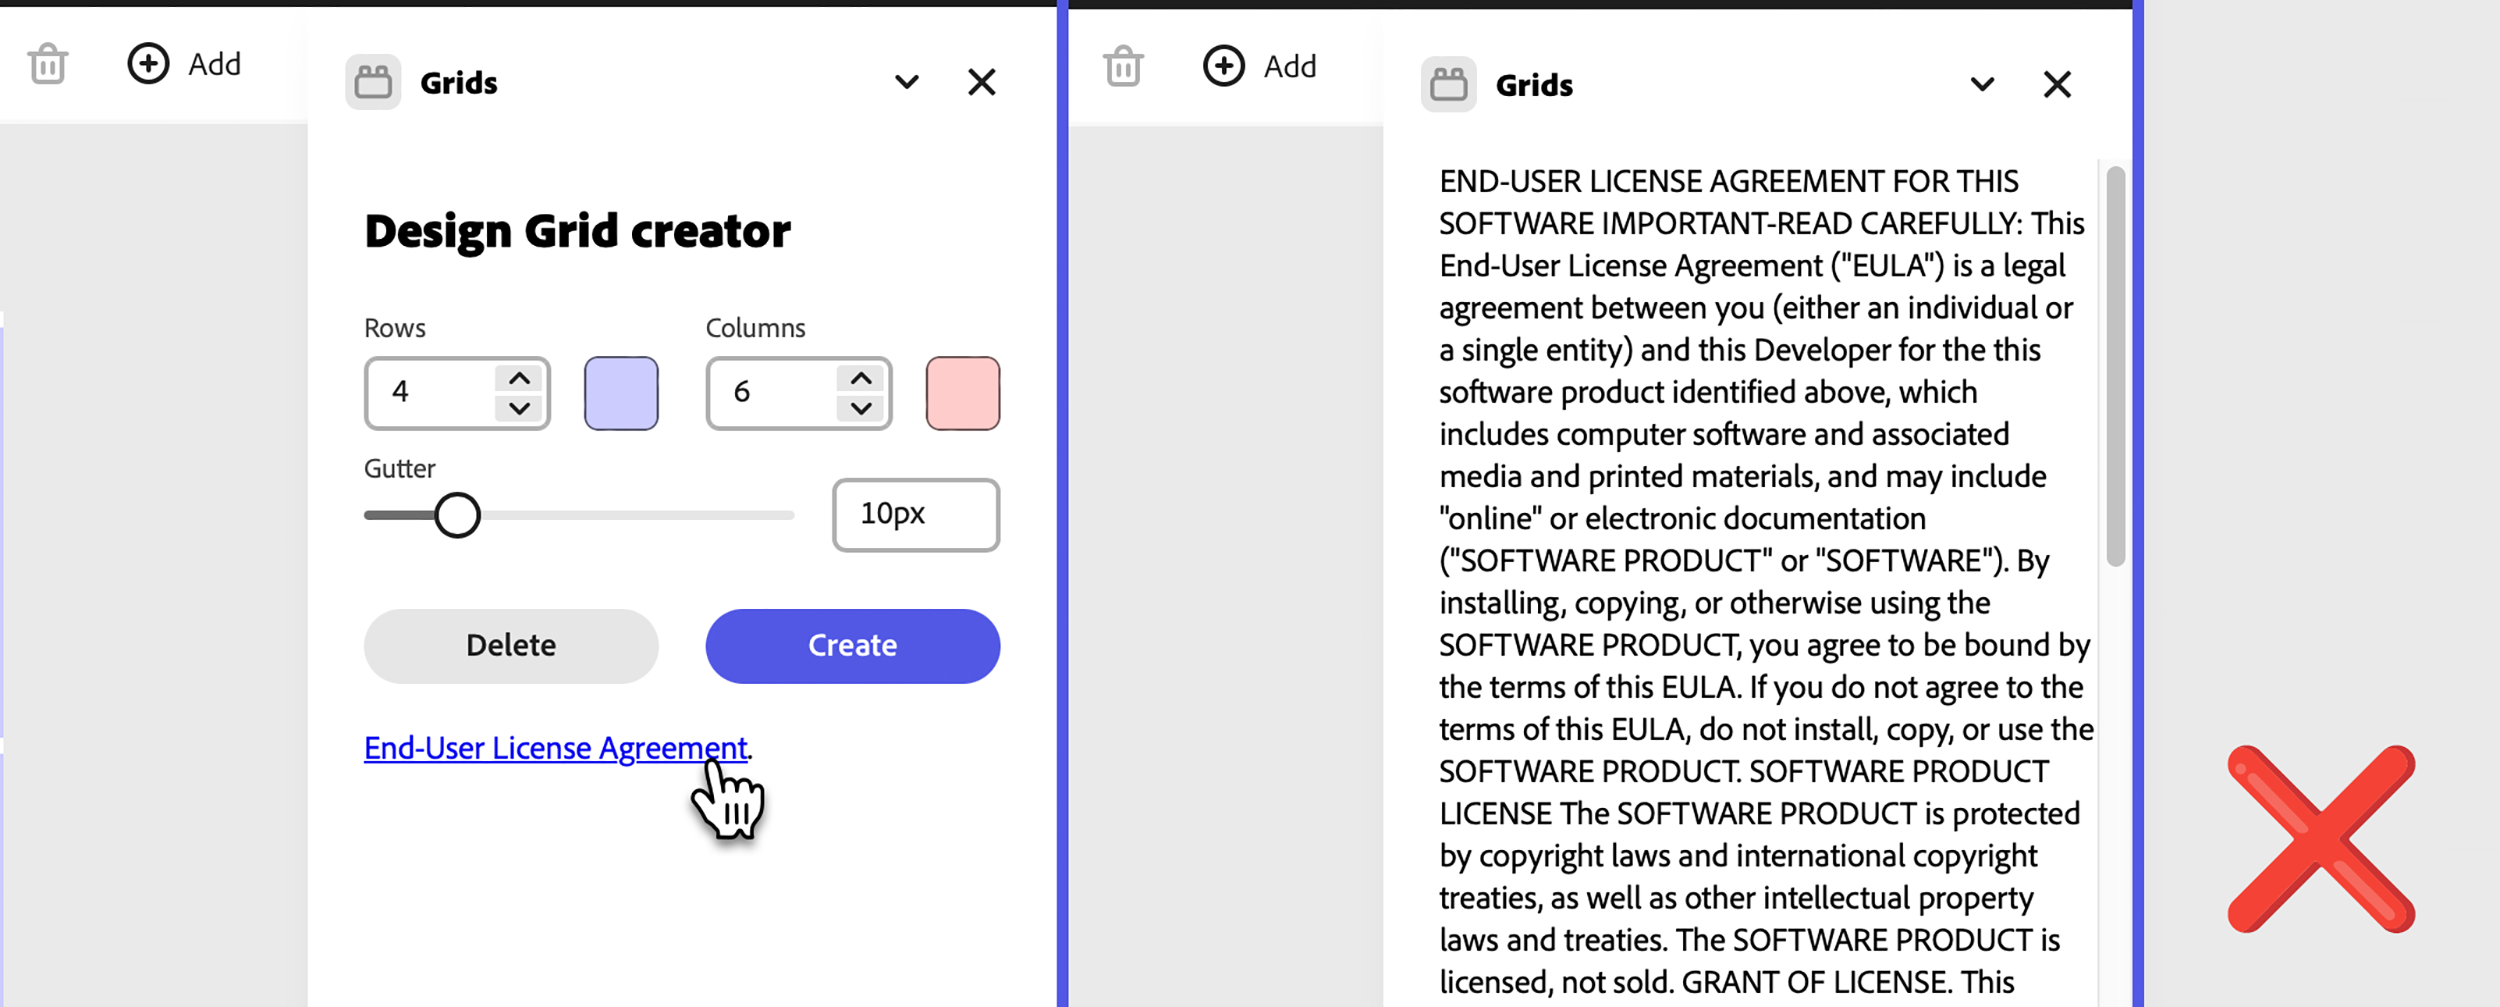 Add
Grids
Design Grid creator
Rows
Columns
4
6
Gutter
10px
Delete
Create
End-User License Agreement.
Add
Grids
END-USER LICENSE AGREEMENT FOR THIS
SOFTWARE IMPORTANT-READ CAREFULLY: This
End-User License Agreement ("EULA") is a legal
agreement between you (either an individual or
a single entity) and this Developer for the this
software product identified above, which
includes computer software and associated
media and printed materials, and may include
"online" or electronic documentation
("SOFTWARE PRODUCT" or "SOFTWARE"). By
installing, copying, or otherwise using the
SOFTWARE PRODUCT, you agree to be bound by
the terms of this EULA. If you do not agree to the
terms of this EULA, do not install, copy, or use the
SOFTWARE PRODUCT. SOFTWARE PRODUCT
LICENSE The SOFTWARE PRODUCT is protected
by copyright laws and international copyright
treaties, as well as other intellectual property
laws and treaties. The SOFTWARE PRODUCT is
licensed, not sold. GRANT OF LICENSE. This